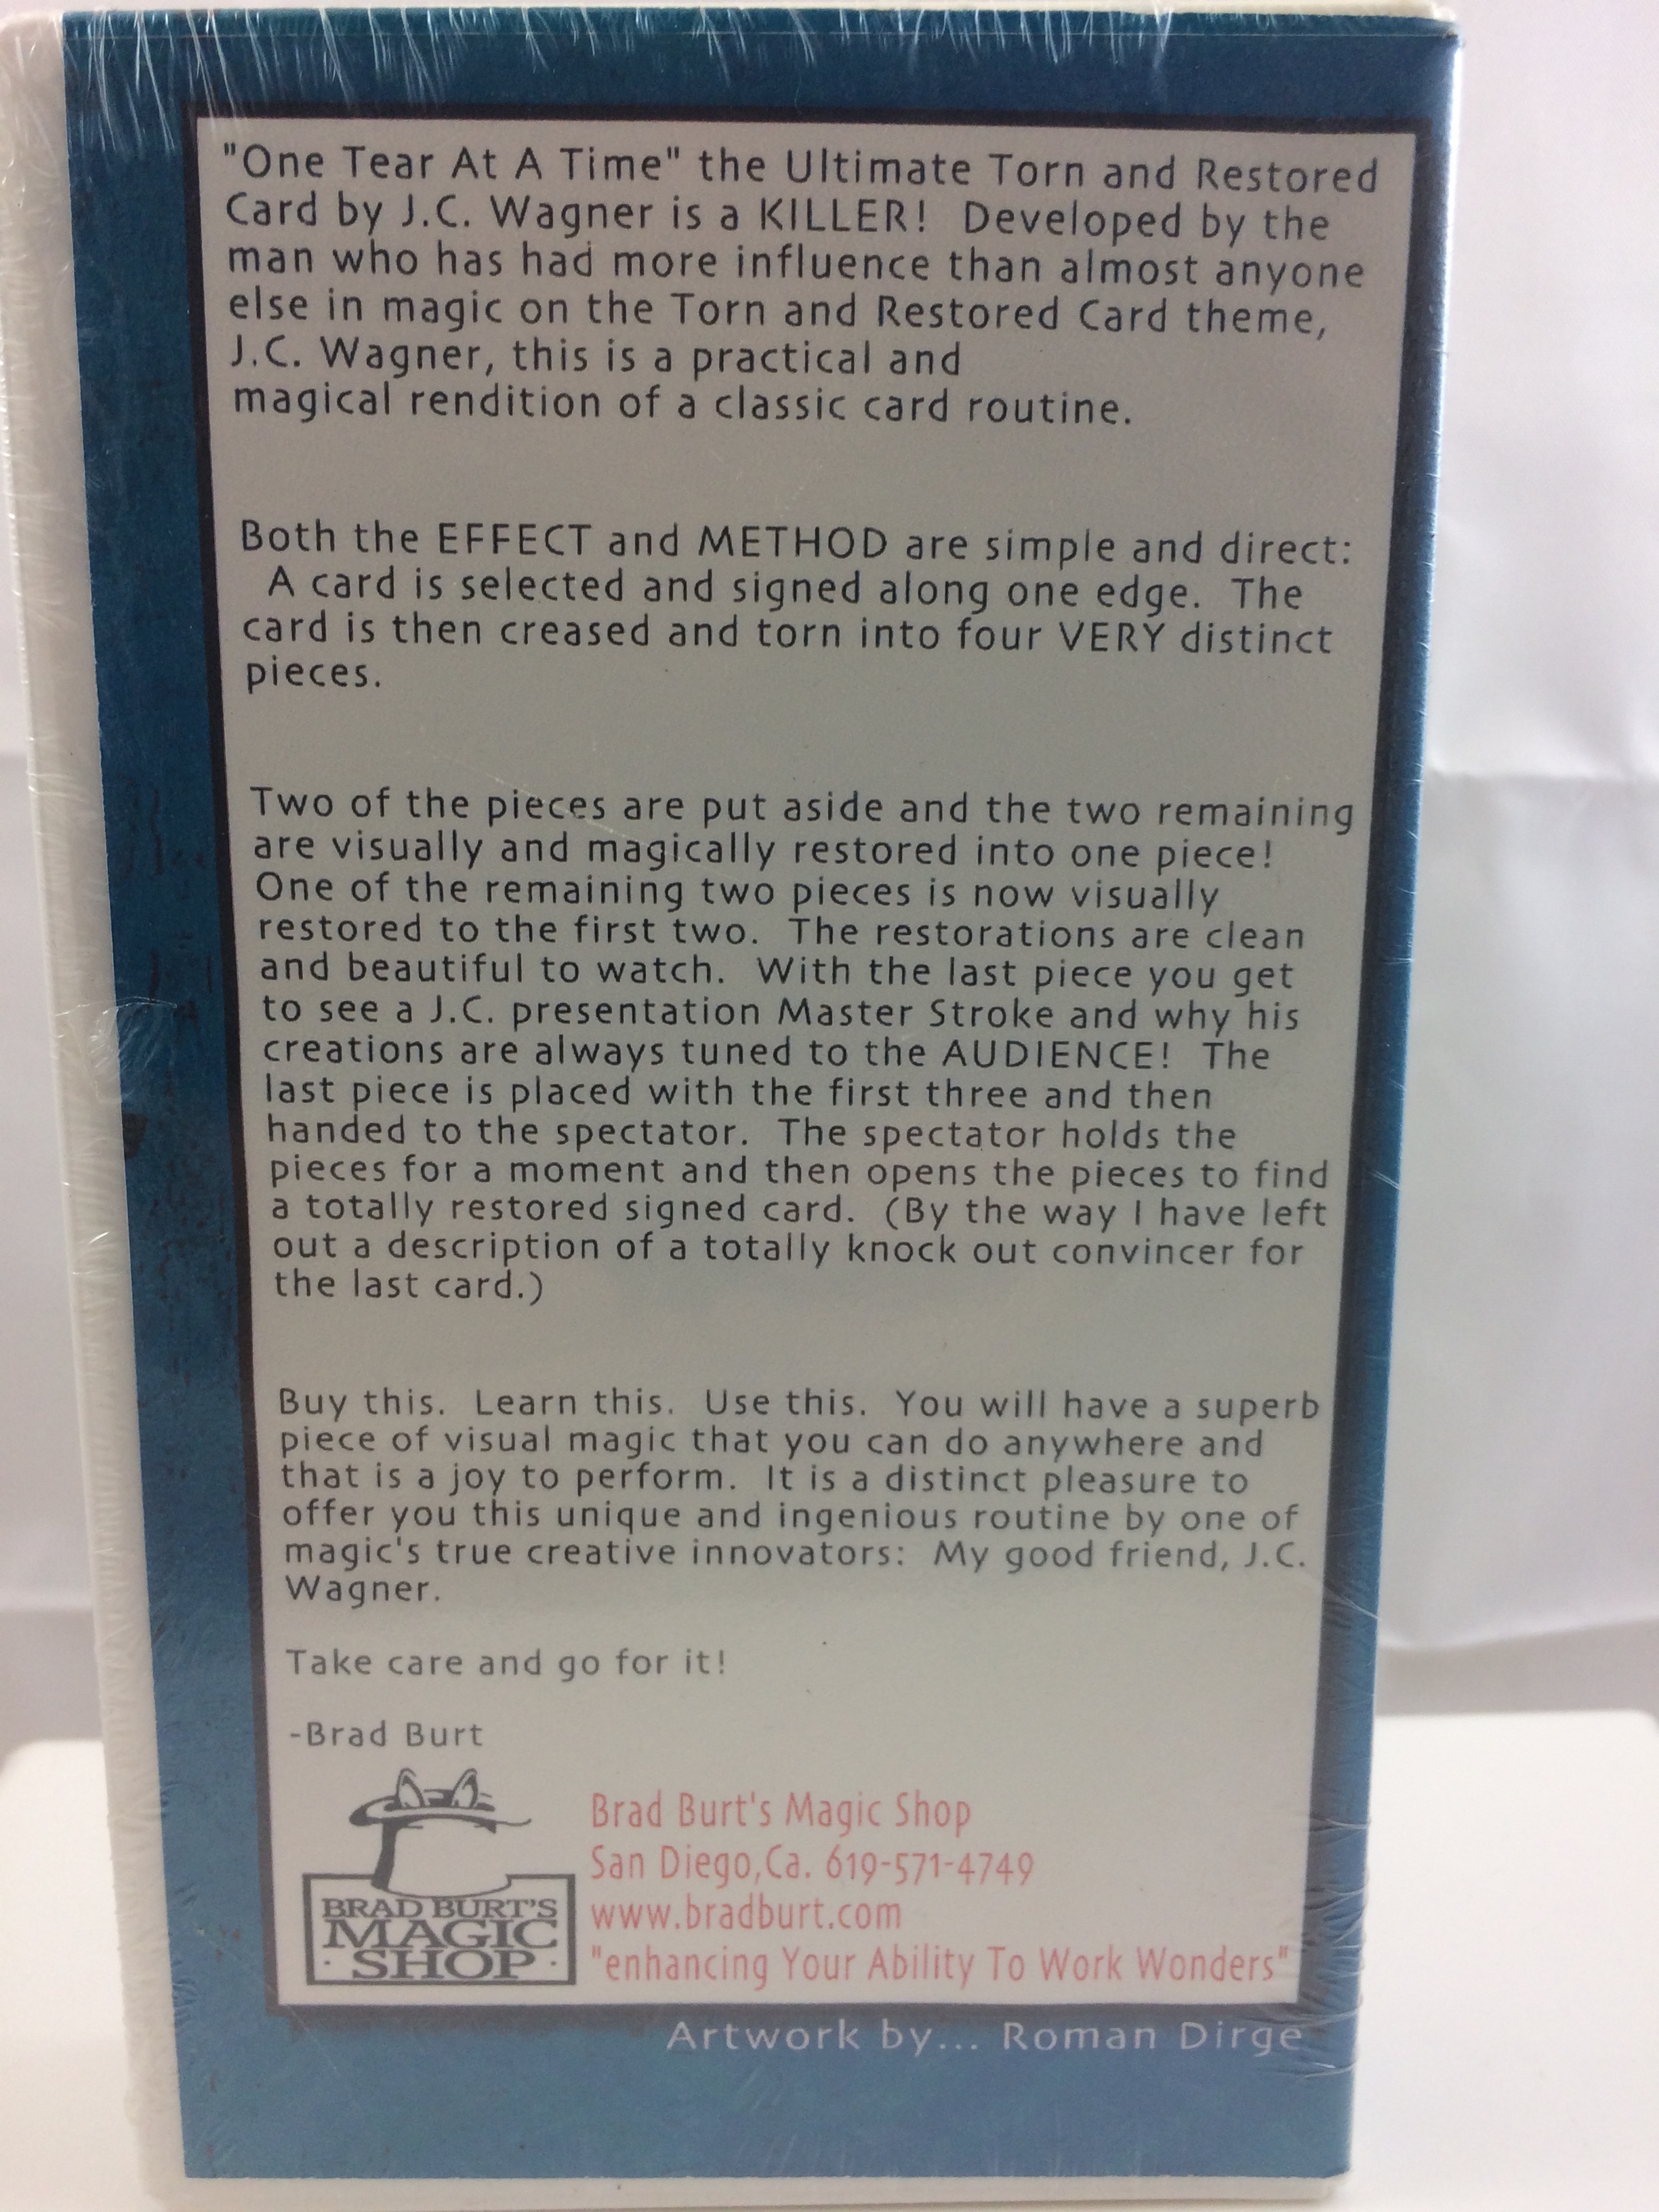 "One Tear At A Time" the Ultimate Torn and Restored
Card by J.C. Wagner is a KILLER!  Developed by the
man who has had more influence than almost anyone
else in magic on the Torn and Restored Card theme,
J.C. Wagner, this is a practical and
magical rendition of a classic card routine.
Both the EFFECT and METHOD are simple and direct:
A card is selected and signed along one edge.  The
card is then creased and torn into four VERY distinct
pieces.
Two of the pieces are put aside and the two remaining
are visually and magically restored into one piece!
One of the remaining two pieces is now visually
restored to the first two.  The restorations are clean
and beautiful to watch.  With the last piece you get
to see a J.C. presentation Master Stroke and why his
creations are always tuned to the AUDIENCE!  The
last piece is placed with the first three and then
handed to the spectator.  The spectator holds the
pieces for a moment and then opens the pieces to find
a totally restored signed card.  (By the way I have left
out a description of a totally knock out convincer for
the last card.)
Buy this.  Learn this.  Use this.  You will have a superb
piece of visual magic that you can do anywhere and
that is a joy to perform.  It is a distinct pleasure to
offer you this unique and ingenious routine by one of
magic's true creative innovators:  My good friend, J.C.
Wagner.
Take care and go for it!
-Brad Burt
BRAD BURT'S
MAGIC
· SHOP ·
Brad Burt's Magic Shop
San Diego,Ca. 619-571-4749
www.bradburt.com
"enhancing Your Ability To Work Wonders"
Artwork by... Roman Dirge